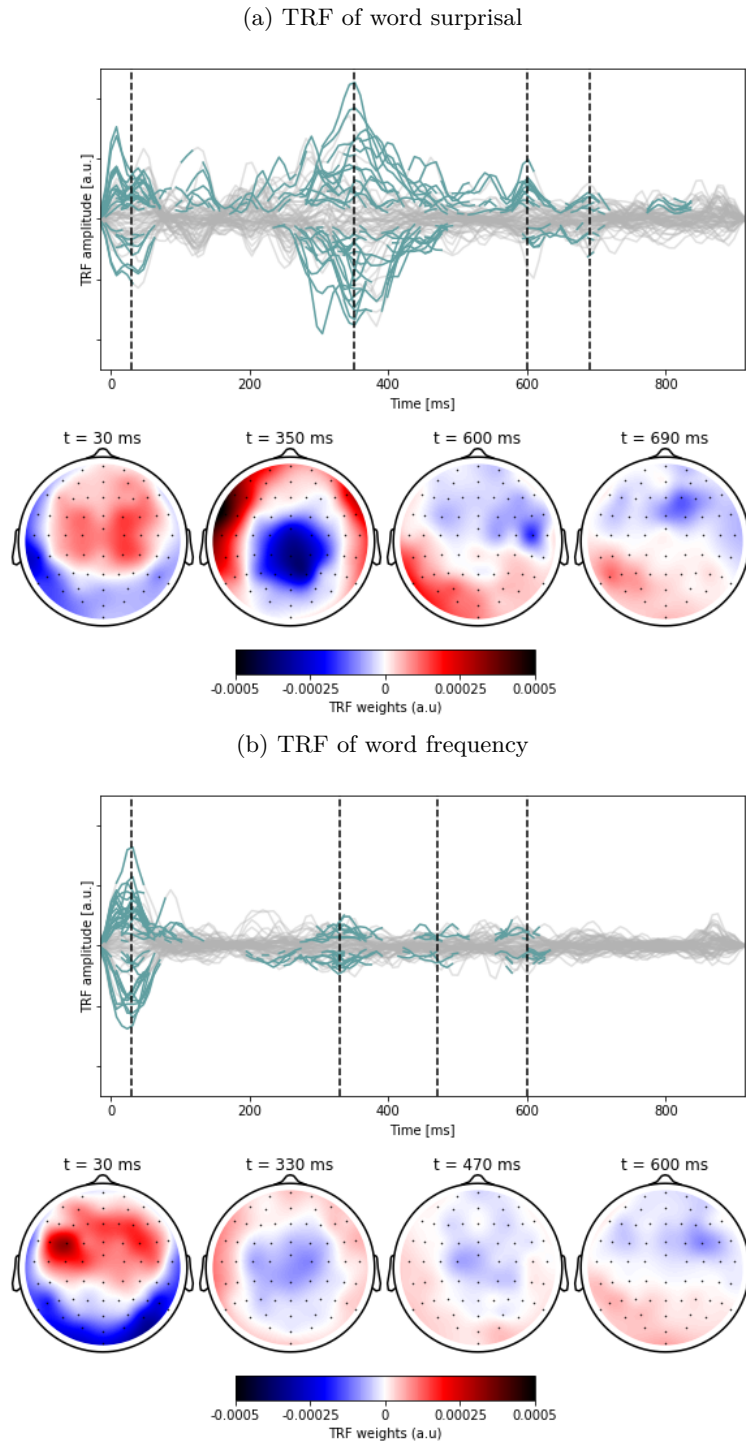 (a) TRF of word surprisal
TRF amplitude [a.u.]
0 200 400 600 800
Time [ms]
t = 30 ms t = 350 ms t = 600 ms t = 690 ms
-0.0005 -0.00025 0 0.00025 0.0005
TRF weights (a.u)
(b) TRF of word frequency
TRF amplitude [a.u.]
0 200 400 600 800
Time [ms]
t = 30 ms t = 330 ms t = 470 ms t = 600 ms
-0.0005 -0.00025 0 0.00025 0.0005
TRF weights (a.u)